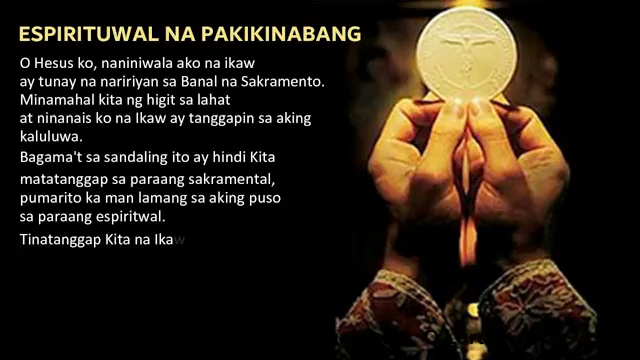 ESPIRITUWAL NA PAKIKINABANG
O Hesus ko, naniniwala ako na ikaw
ay tunay na naririyan sa Banal na Sakramento.
Minamahal kita ng higit sa lahat
at ninanais ko na Ikaw ay tanggapin sa aking
kaluluwa.
Bagama't sa sandaling ito ay hindi Kita
matatanggap sa paraang sakramental,
pumarito ka man lamang sa aking puso
sa paraang espiritwal.
Tinatanggap Kita na Ikaw